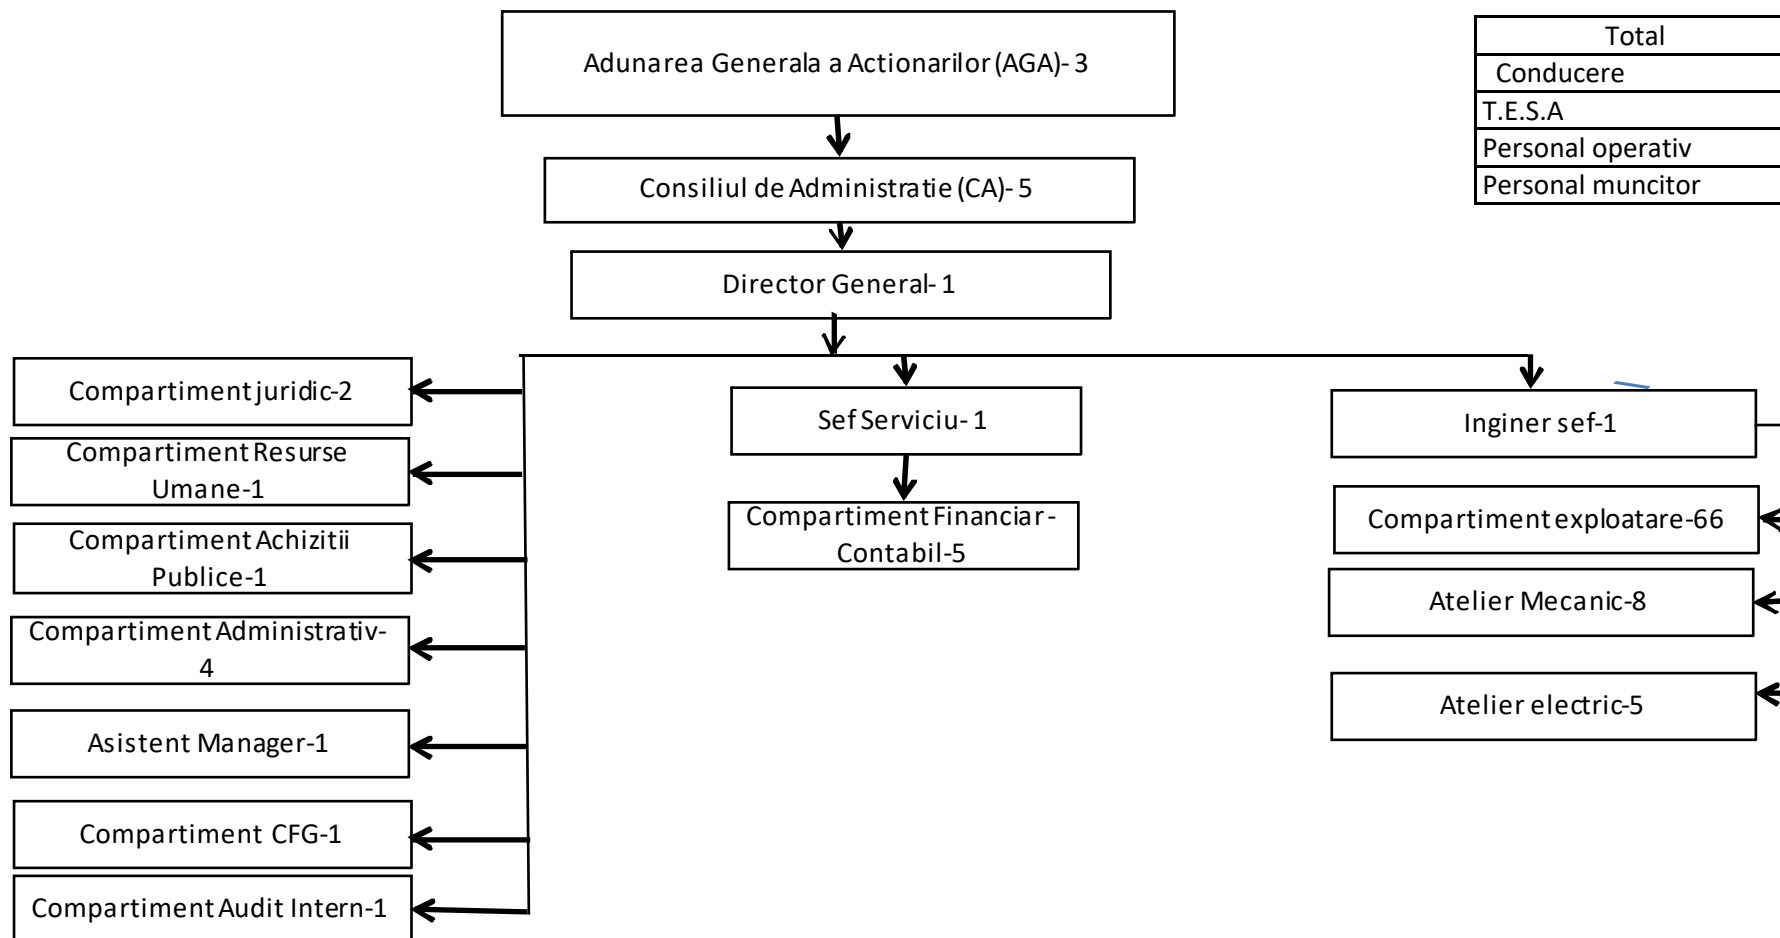 Adunarea Generala a Actionarilor (AGA)- 3
Total
Conducere
T.E.S.A
Personal operativ
Personal muncitor
Consiliul de Administratie (CA)- 5
Director General- 1
Compartiment juridic-2
Compartiment Resurse
Umane-1
Compartiment Achizitii
Publice-1
Compartiment Administrativ-
4
Asistent Manager-1
Compartiment CFG-1
Compartiment Audit Intern-1
Sef Serviciu- 1
Compartiment Financiar-
Contabil-5
Inginer sef-1
Compartiment exploatare-66
Atelier Mecanic-8
Atelier electric-5